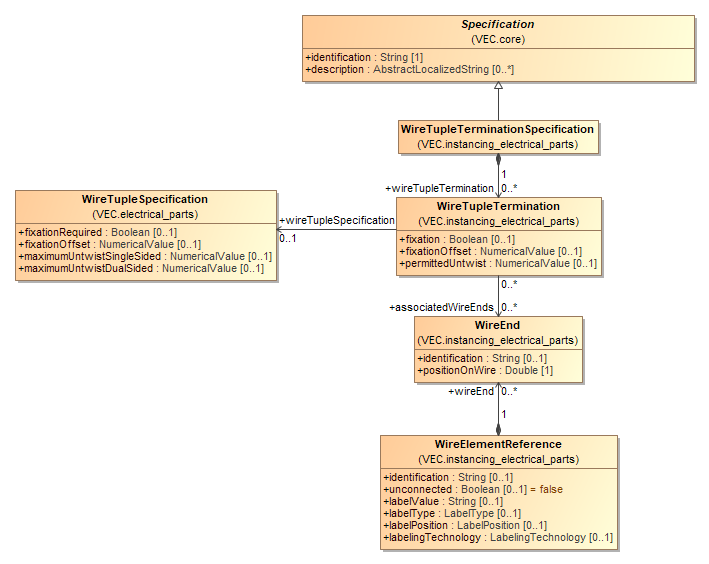 Specification
(VEC.core)
+identification : String [1]
+description : AbstractLocalizedString [0..*]
WireTupleTerminationSpecification
(VEC.instancing_electrical_parts)
1
+wireTupleTermination 0..*
WireTupleSpecification
(VEC.electrical_parts)
+fixationRequired : Boolean [0..1]
+fixationOffset : NumericalValue [0..1]
+maximumUntwistSingleSided : NumericalValue [0..1]
+maximumUntwistDualSided : NumericalValue [0..1]
+wireTupleSpecification
0..1
WireTupleTermination
(VEC.instancing_electrical_parts)
+fixation : Boolean [0..1]
+fixationOffset : NumericalValue [0..1]
+permittedUntwist : NumericalValue [0..1]
0..*
+associatedWireEnds 0..*
WireEnd
(VEC.instancing_electrical_parts)
+identification : String [0..1]
+positionOnWire : Double [1]
+wireEnd 0..*
1
WireElementReference
(VEC.instancing_electrical_parts)
+identification : String [0..1]
+unconnected : Boolean [0..1] = false
+labelValue : String [0..1]
+labelType : LabelType [0..1]
+labelPosition : LabelPosition [0..1]
+labelingTechnology : LabelingTechnology [0..1]